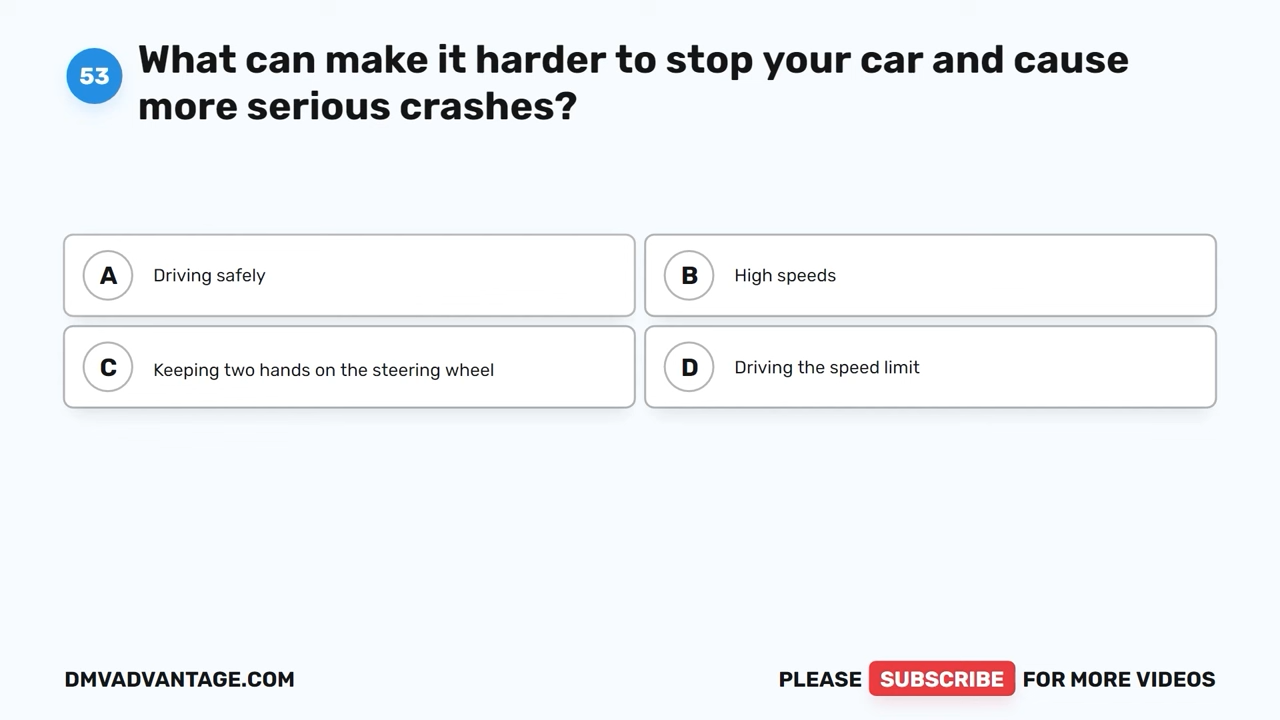 53
What can make it harder to stop your car and cause
more serious crashes?
A Driving safely
B High speeds
C Keeping two hands on the steering wheel
D Driving the speed limit
DMVADVANTAGE.COM
PLEASE SUBSCRIBE FOR MORE VIDEOS